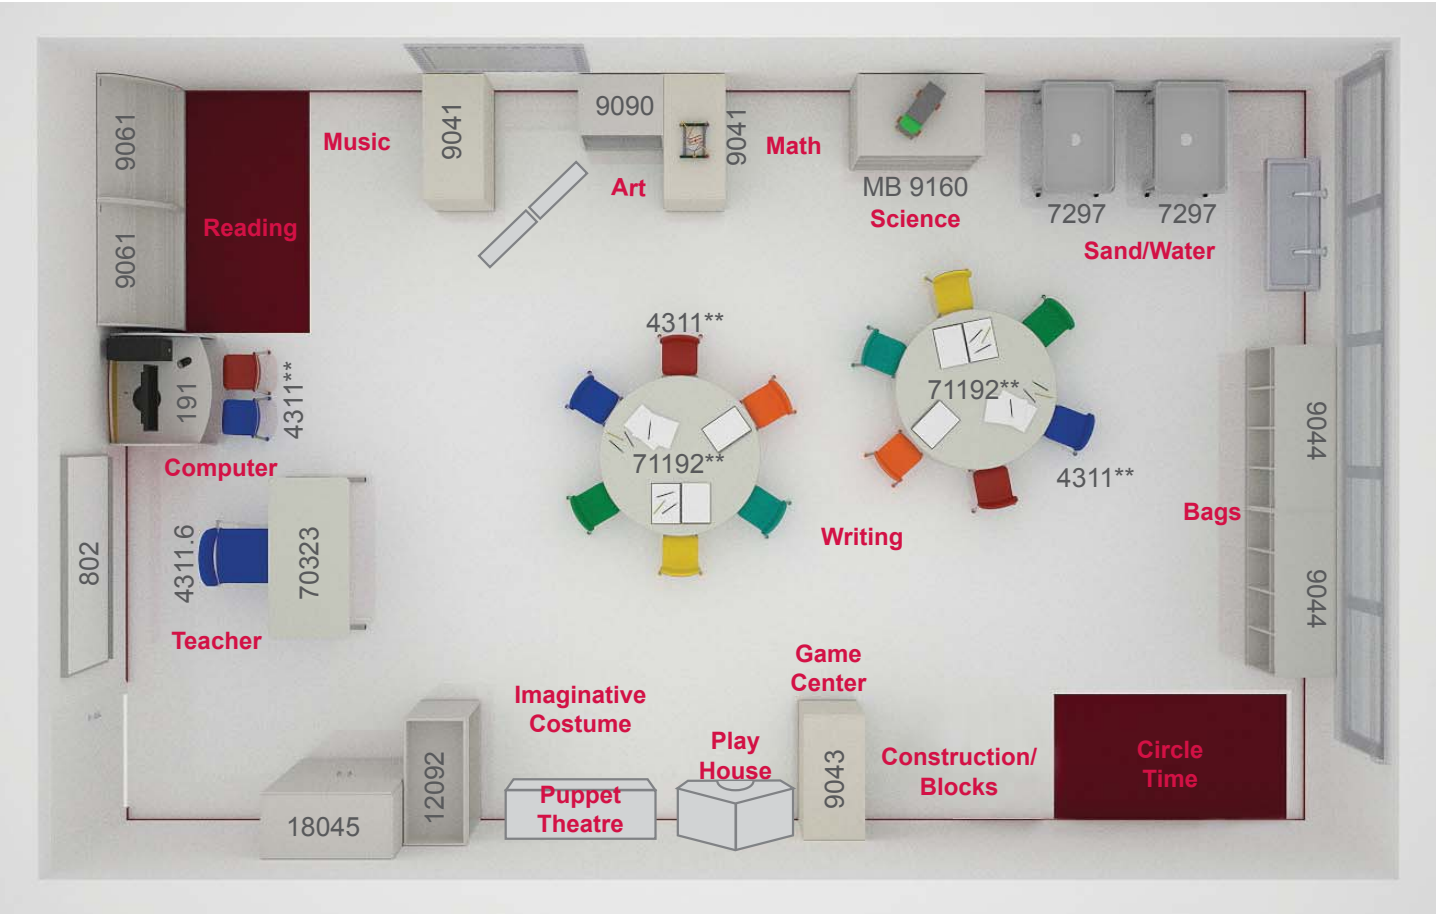 9061
9061
Reading
Music
9041
9090
Art
9041
Math
MB 9160
Science
7297
7297
Sand/Water
191
4311**
Computer
4311**
71192**
71192**
4311**
Writing
Bags
9044
9044
802
4311.6
70323
Teacher
18045
12092
Imaginative
Costume
Puppet
Theatre
Play
House
Game
Center
9043
Construction/
Blocks
Circle
Time